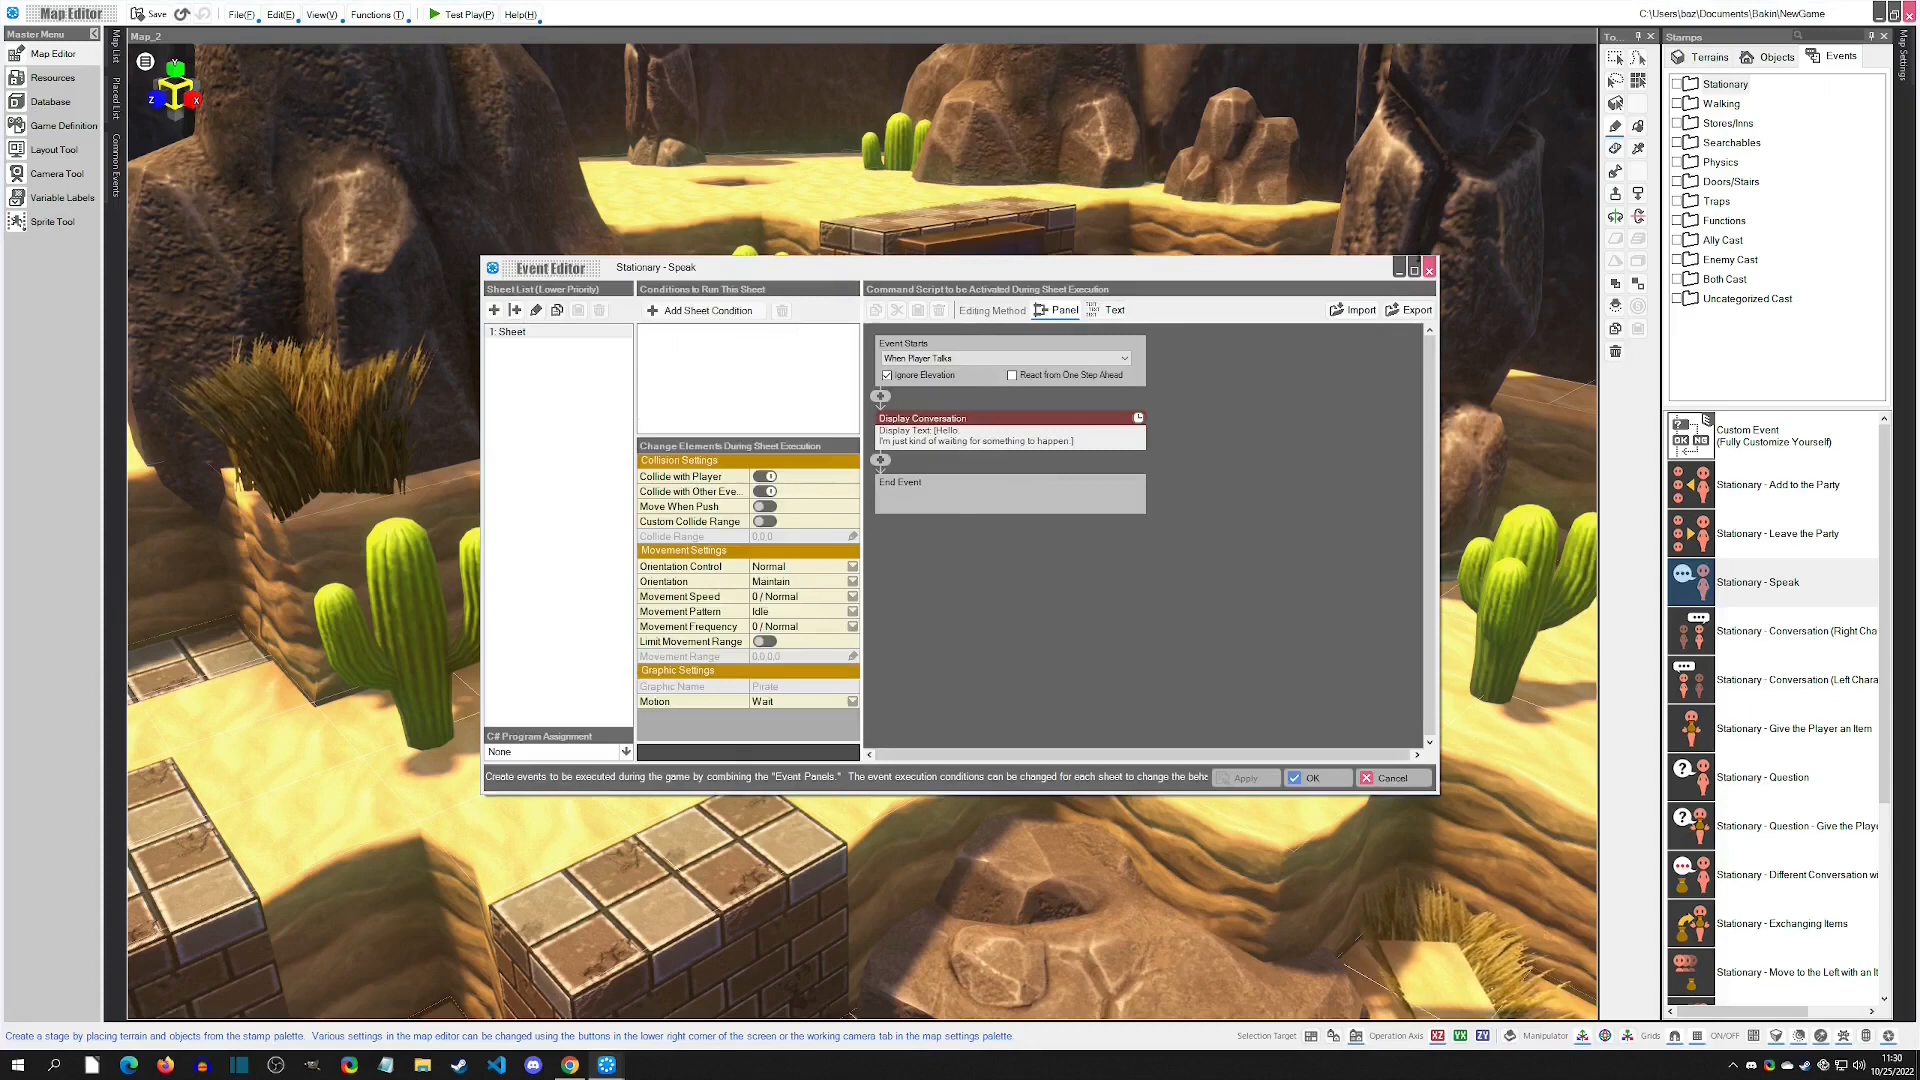 Map Editor
Save
File(F)
Edit(E)
View(V)
Functions (T)
Test Play(P)
Help(H)
C:\Users\baz\Documents\Bakin\NewGame
Master Menu
Map Editor
Resources
Database
Game Definition
Layout Tool
Camera Tool
Variable Labels
Sprite Tool
Map List
Placed List
Common Events
Map_2
Y
Z
X
Event Editor
Stationary - Speak
Sheet List (Lower Priority)
1: Sheet
C# Program Assignment
None
Conditions to Run This Sheet
Add Sheet Condition
Change Elements During Sheet Execution
Collision Settings
Collide with Player
Collide with Other Eve...
Move When Push
Custom Collide Range
Collide Range 0,0,0
Movement Settings
Orientation Control Normal
Orientation Maintain
Movement Speed 0 / Normal
Movement Pattern Idle
Movement Frequency 0 / Normal
Limit Movement Range
Movement Range 0,0,0,0
Graphic Settings
Graphic Name Pirate
Motion Wait
Command Script to be Activated During Sheet Execution
Editing Method
Panel
Text
Import
Export
Event Starts
When Player Talks
Ignore Elevation
React from One Step Ahead
Display Conversation
Display Text: [Hello.
I'm just kind of waiting for something to happen.]
End Event
Create events to be executed during the game by combining the "Event Panels." The event execution conditions can be changed for each sheet to change the beha
Apply
OK
Cancel
To...
Stamps
Terrains
Objects
Events
Stationary
Walking
Stores/Inns
Searchables
Physics
Doors/Stairs
Traps
Functions
Ally Cast
Enemy Cast
Both Cast
Uncategorized Cast
Custom Event
(Fully Customize Yourself)
Stationary - Add to the Party
Stationary - Leave the Party
Stationary - Speak
Stationary - Conversation (Right Cha
Stationary - Conversation (Left Chara
Stationary - Give the Player an Item
Stationary - Question
Stationary - Question - Give the Playe
Stationary - Different Conversation wi
Stationary - Exchanging Items
Stationary - Move to the Left with an It
Map Settings
Create a stage by placing terrain and objects from the stamp palette. Various settings in the map editor can be changed using the buttons in the lower right corner of the screen or the working camera tab in the map settings palette.
Selection Target
Operation Axis
XZ
YX
ZY
Manipulator
Grids
ON/OFF
11:30
10/25/2022